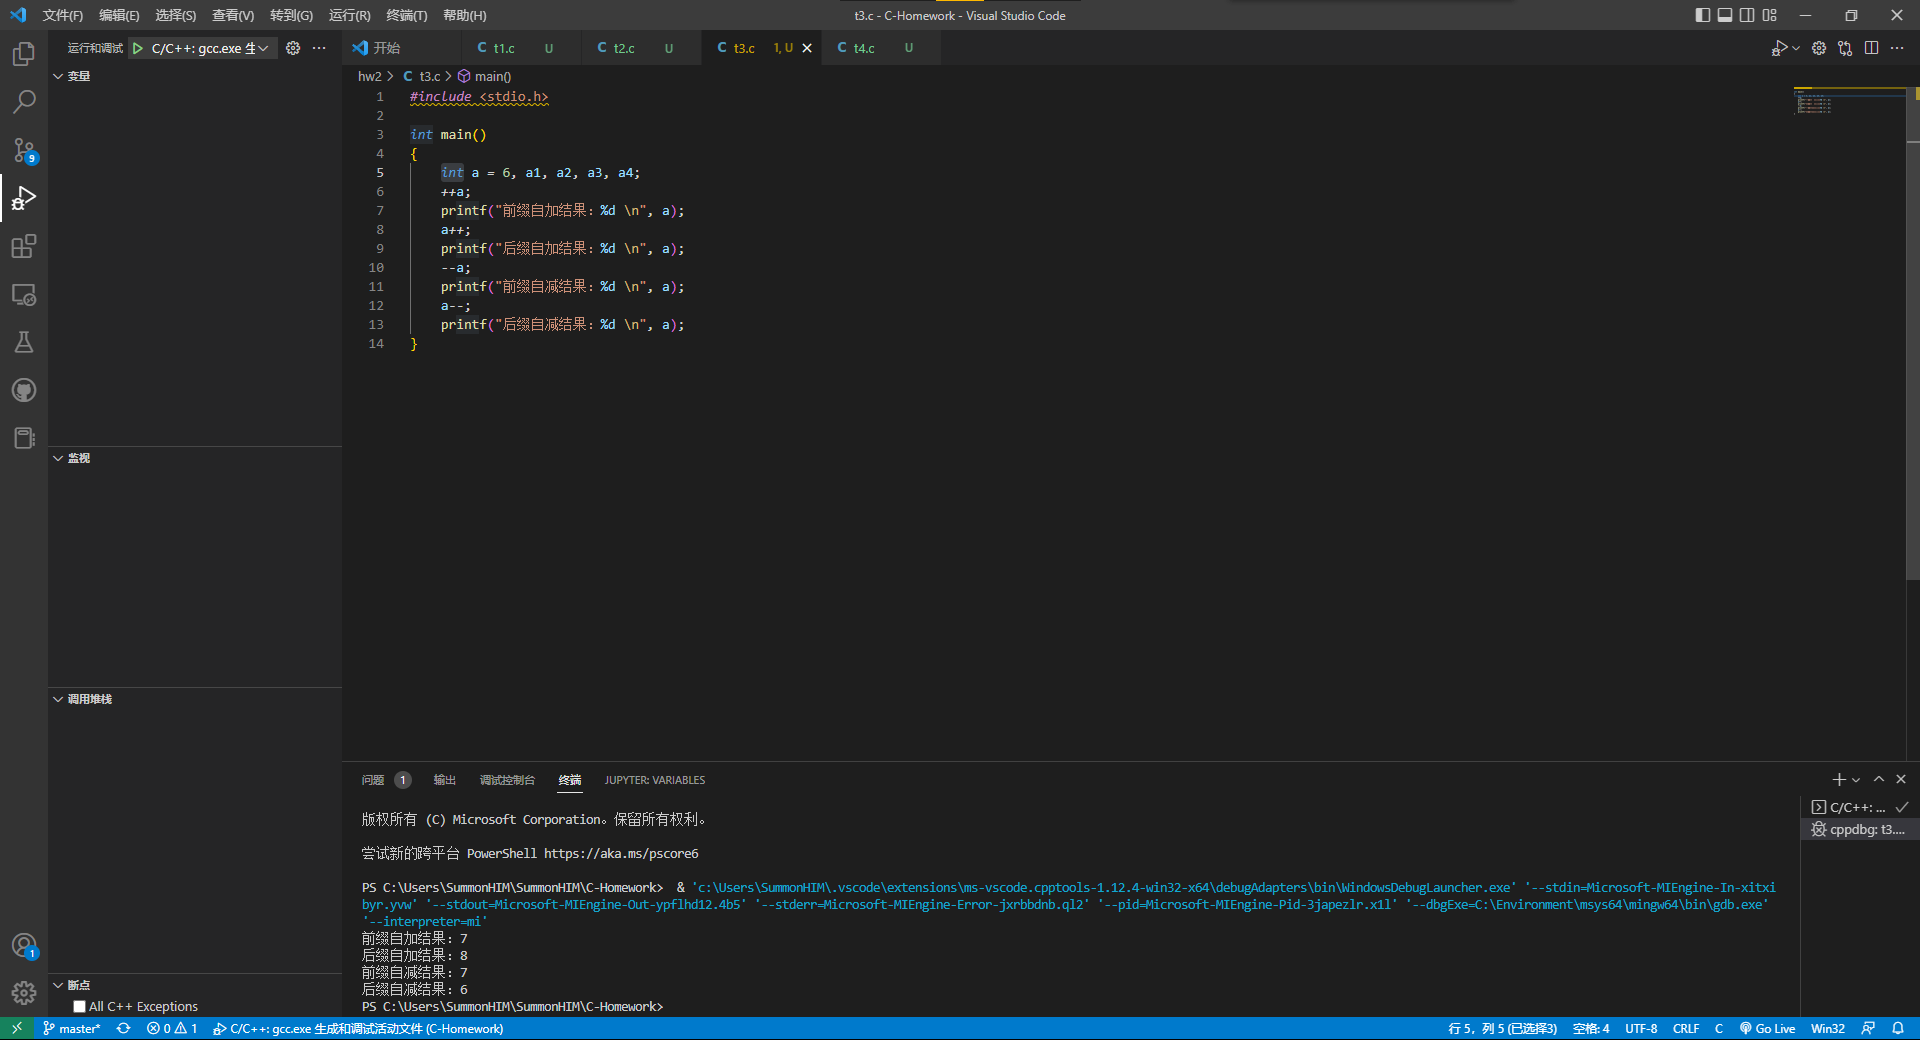 文件(F) 编辑(E) 选择(S) 查看(V) 转到(G) 运行(R) 终端(T) 帮助(H)
t3.c - C-Homework - Visual Studio Code
运行和调试 C/C++: gcc.exe 生
开始
t1.c U
t2.c U
t3.c 1, U
t4.c U
变量
监视
调用堆栈
断点
All C++ Exceptions
9
1
hw2 > C t3.c > main()
1 #include <stdio.h>
2
3 int main()
4 {
5 int a = 6, a1, a2, a3, a4;
6 ++a;
7 printf("前缀自加结果：%d \n", a);
8 a++;
9 printf("后缀自加结果：%d \n", a);
10 --a;
11 printf("前缀自减结果：%d \n", a);
12 a--;
13 printf("后缀自减结果：%d \n", a);
14 }
问题 1 输出 调试控制台 终端 JUPYTER: VARIABLES
版权所有 (C) Microsoft Corporation。保留所有权利。
尝试新的跨平台 PowerShell https://aka.ms/pscore6
PS C:\Users\SummonHIM\SummonHIM\C-Homework>  & 'c:\Users\SummonHIM\.vscode\extensions\ms-vscode.cpptools-1.12.4-win32-x64\debugAdapters\bin\WindowsDebugLauncher.exe' '--stdin=Microsoft-MIEngine-In-xitxi
byr.yvw' '--stdout=Microsoft-MIEngine-Out-ypflhd12.4b5' '--stderr=Microsoft-MIEngine-Error-jxrbbdnb.ql2' '--pid=Microsoft-MIEngine-Pid-3japezlr.x1l' '--dbgExe=C:\Environment\msys64\mingw64\bin\gdb.exe'
'--interpreter=mi'
前缀自加结果：7
后缀自加结果：8
前缀自减结果：7
后缀自减结果：6
PS C:\Users\SummonHIM\SummonHIM\C-Homework>
C/C++: ...
cppdbg: t3....
master* 0 1 C/C++: gcc.exe 生成和调试活动文件 (C-Homework)
行 5，列 5 (已选择3) 空格: 4 UTF-8 CRLF C Go Live Win32